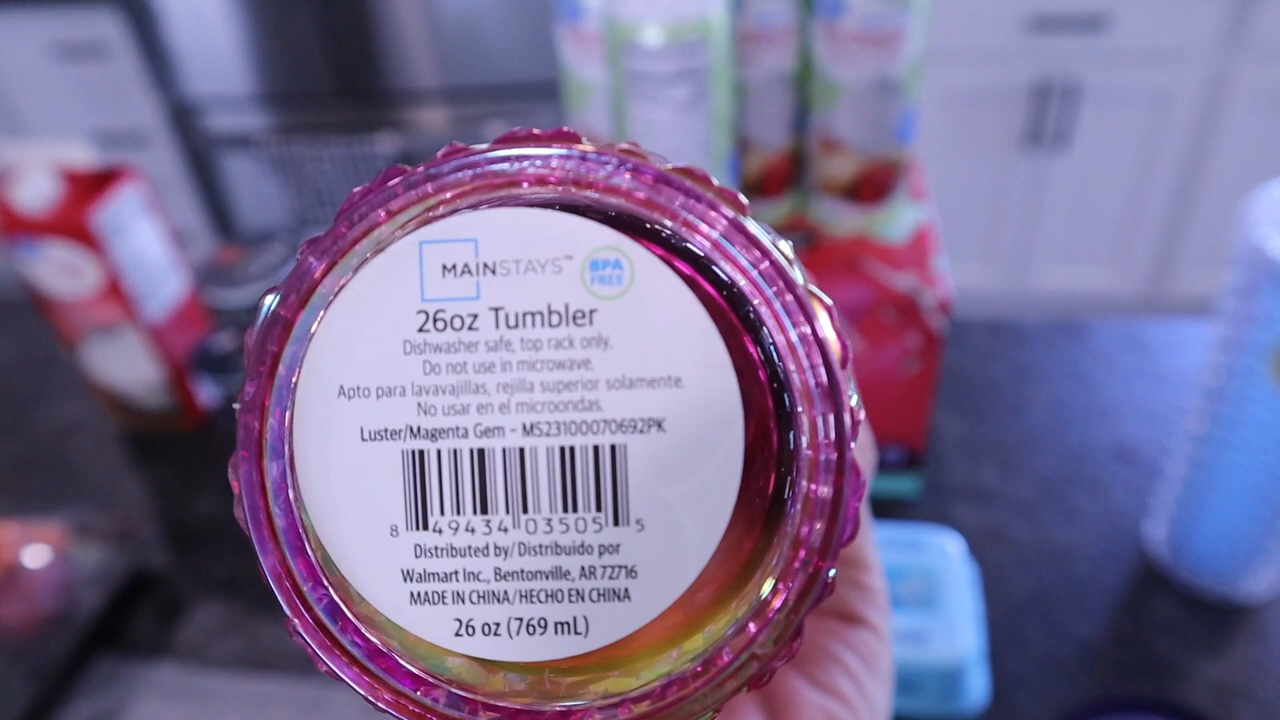 MAINSTAYS™
BPA
FREE
26oz Tumbler
Dishwasher safe, top rack only.
Do not use in microwave.
Apto para lavavajillas, rejilla superior solamente.
No usar en el microondas.
Luster/Magenta Gem - MS23100070692PK
8 49434 03505 5
Distributed by/Distribuido por
Walmart Inc., Bentonville, AR 72716
MADE IN CHINA/HECHO EN CHINA
26 oz (769 mL)